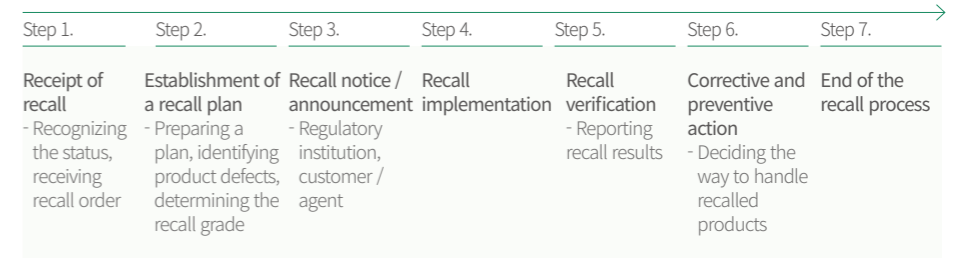 Step 1.
Step 2.
Step 3.
Step 4.
Step 5.
Step 6.
Step 7.
Receipt of
recall
- Recognizing
the status,
receiving
recall order
Establishment of
a recall plan
- Preparing a
plan, identifying
product defects,
determining the
recall grade
Recall notice /
announcement
- Regulatory
institution,
customer /
agent
Recall
implementation
Recall
verification
- Reporting
recall results
Corrective and
preventive
action
- Deciding the
way to handle
recalled
products
End of the
recall process